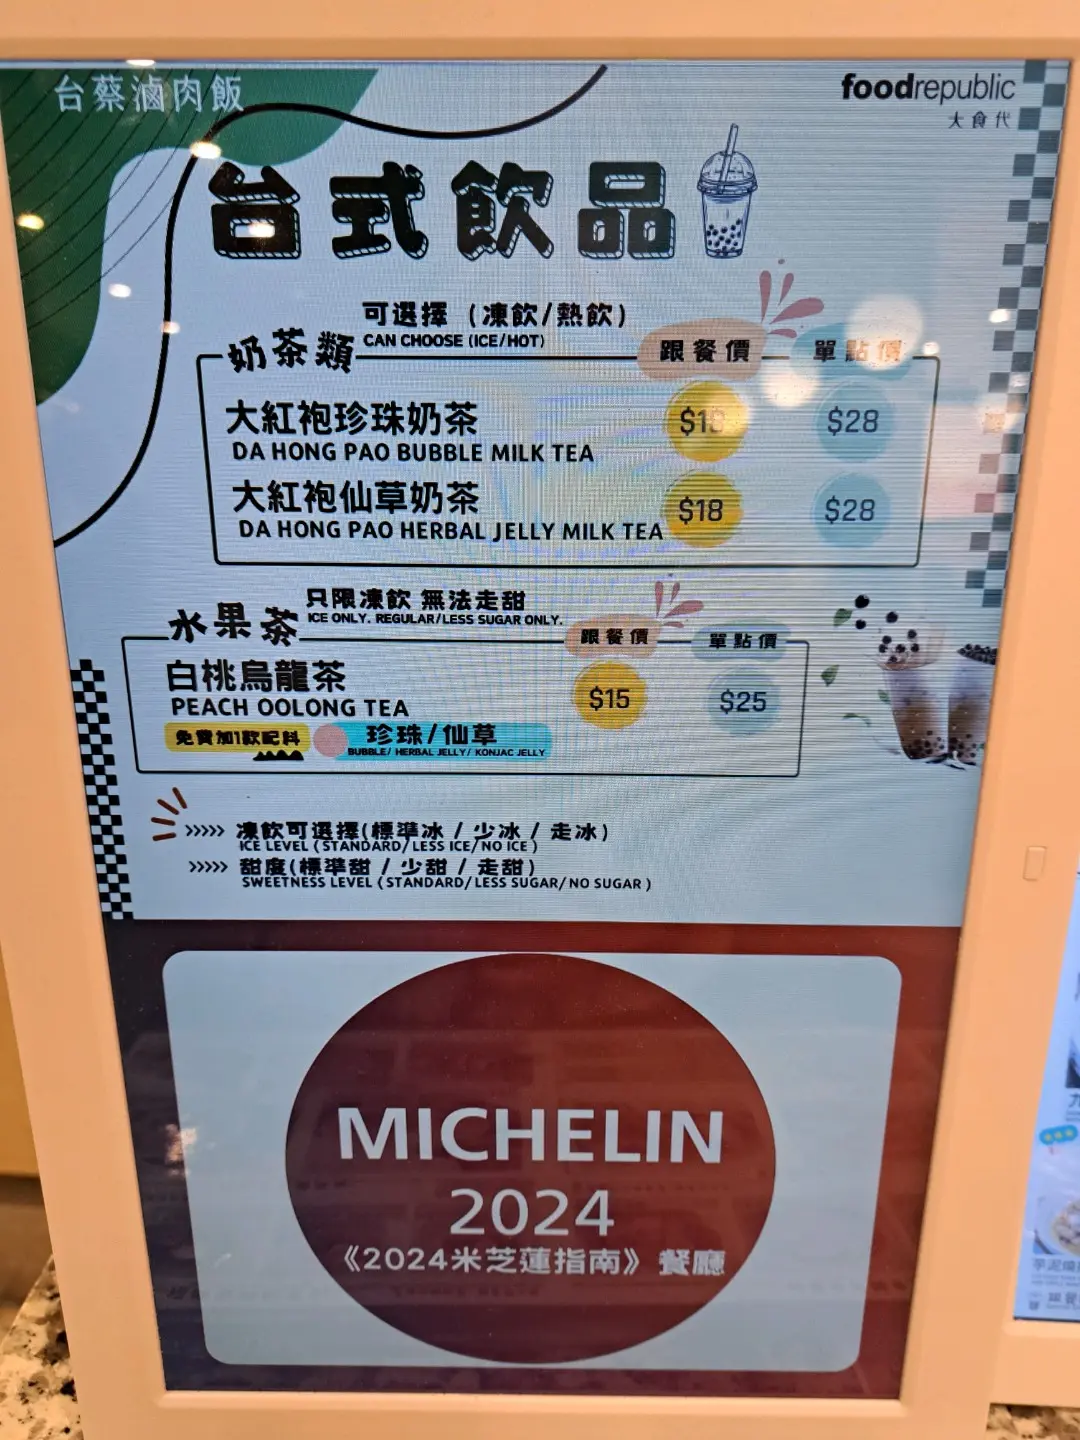 台蔡滷肉飯
foodrepublic
大食代
台式飲品
可選擇（凍飲/熱飲）
CAN CHOOSE (ICE/HOT)
奶茶類
跟餐價
單點價
大紅袍珍珠奶茶
$18
$28
DA HONG PAO BUBBLE MILK TEA
大紅袍仙草奶茶
$18
$28
DA HONG PAO HERBAL JELLY MILK TEA
只限凍飲 無法走甜
ICE ONLY. REGULAR/LESS SUGAR ONLY.
水果茶
跟餐價
單點價
白桃烏龍茶
$15
$25
PEACH OOLONG TEA
免費加1款配料
珍珠/仙草
BUBBLE/ HERBAL JELLY/ KONJAC JELLY
>>>>> 凍飲可選擇(標準冰 / 少冰 / 走冰)
ICE LEVEL (STANDARD/LESS ICE/NO ICE )
>>>>> 甜度(標準甜 / 少甜 / 走甜)
SWEETNESS LEVEL (STANDARD/LESS SUGAR/NO SUGAR )
MICHELIN
2024
《2024米芝蓮指南》餐廳